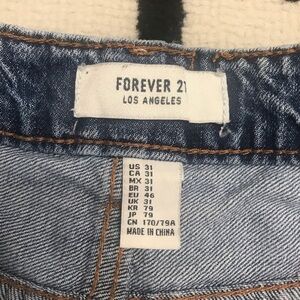 FOREVER 21
LOS ANGELES
US 31
CA 31
MX 31
BR 31
EU 46
UK 31
KR 79
JP 79
CN 170/79A
MADE IN CHINA